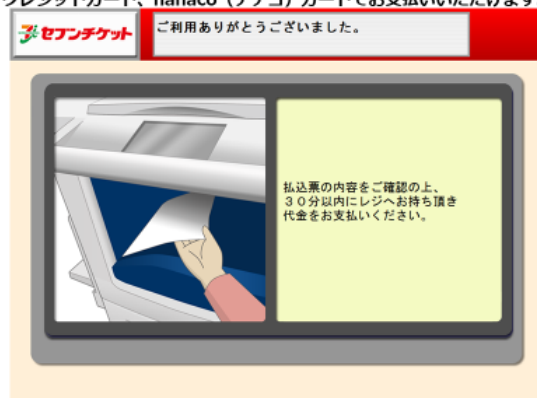 クレジットカード、nanaco（ナナコ）カードでお支払いいただけます
セブンチケット
ご利用ありがとうございました。
払込票の内容をご確認の上、
３０分以内にレジへお持ち頂き
代金をお支払いください。